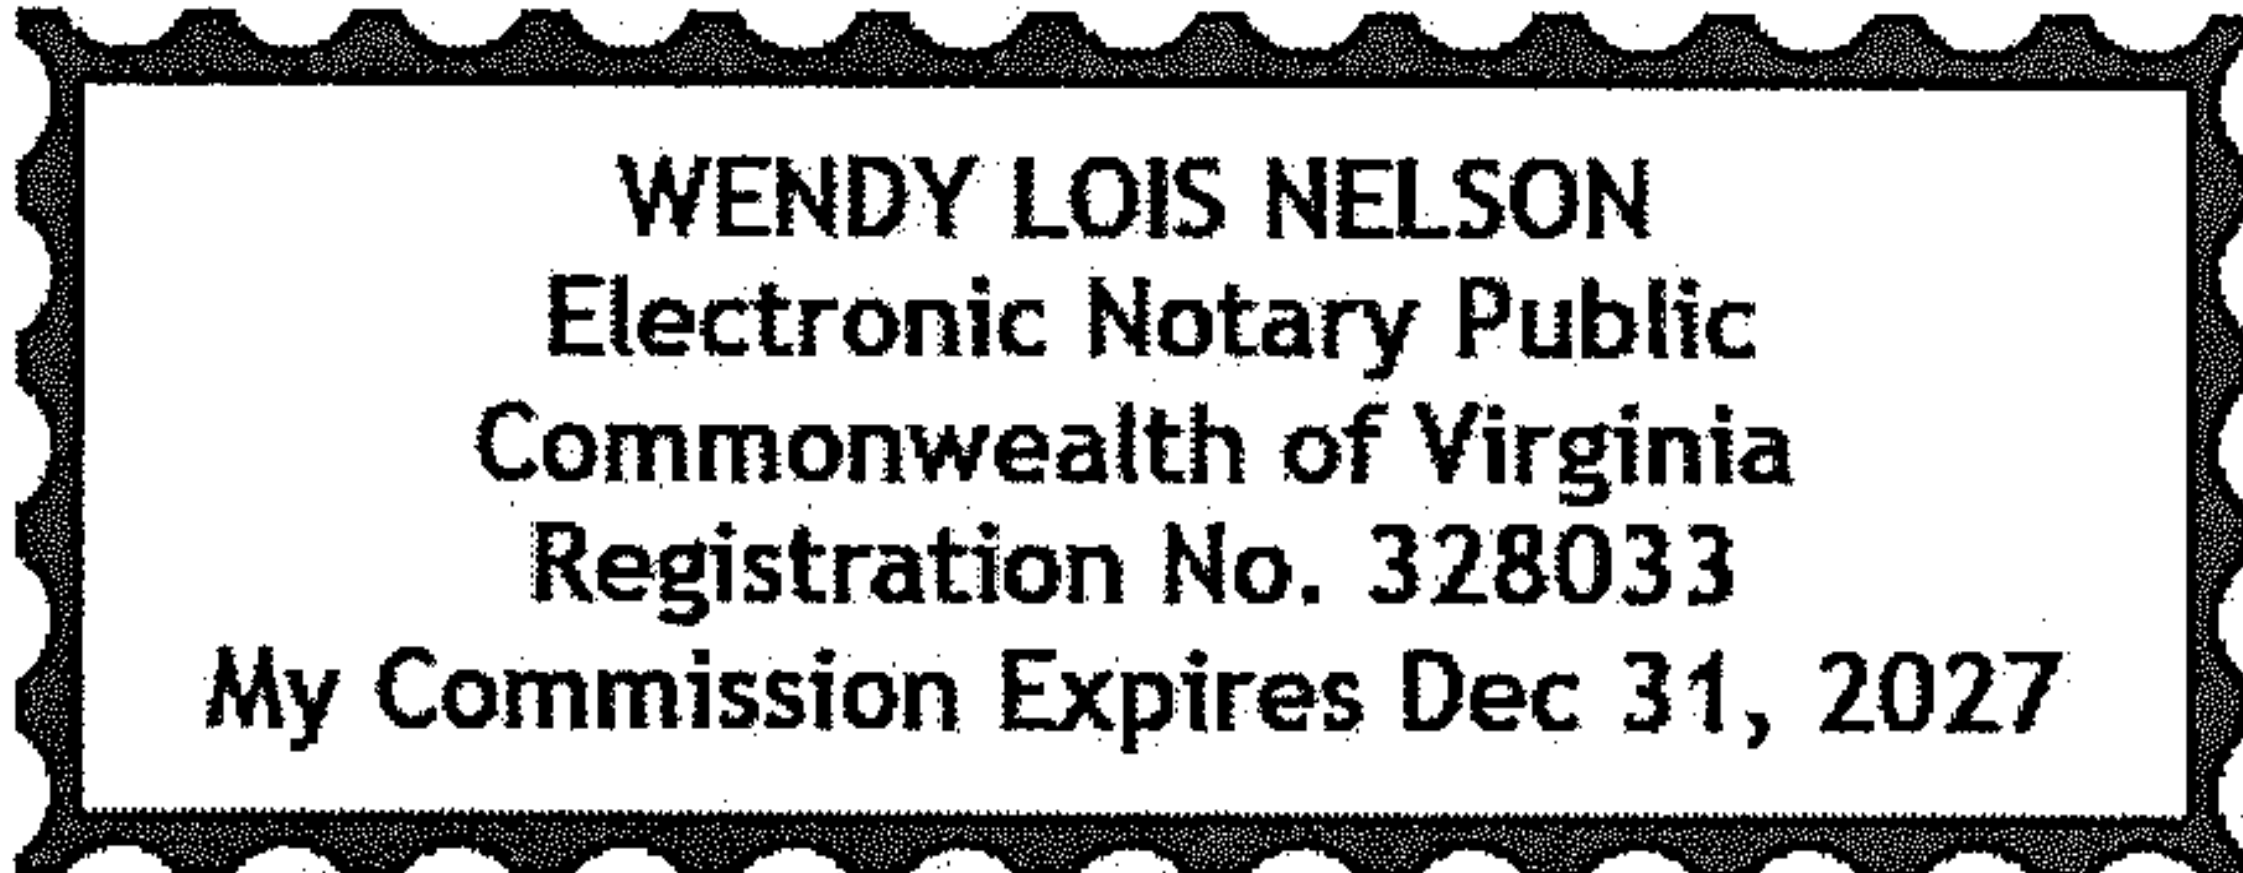 WENDY LOIS NELSON
Electronic Notary Public
Commonwealth of Virginia
Registration No. 328033
My Commission Expires Dec 31, 2027